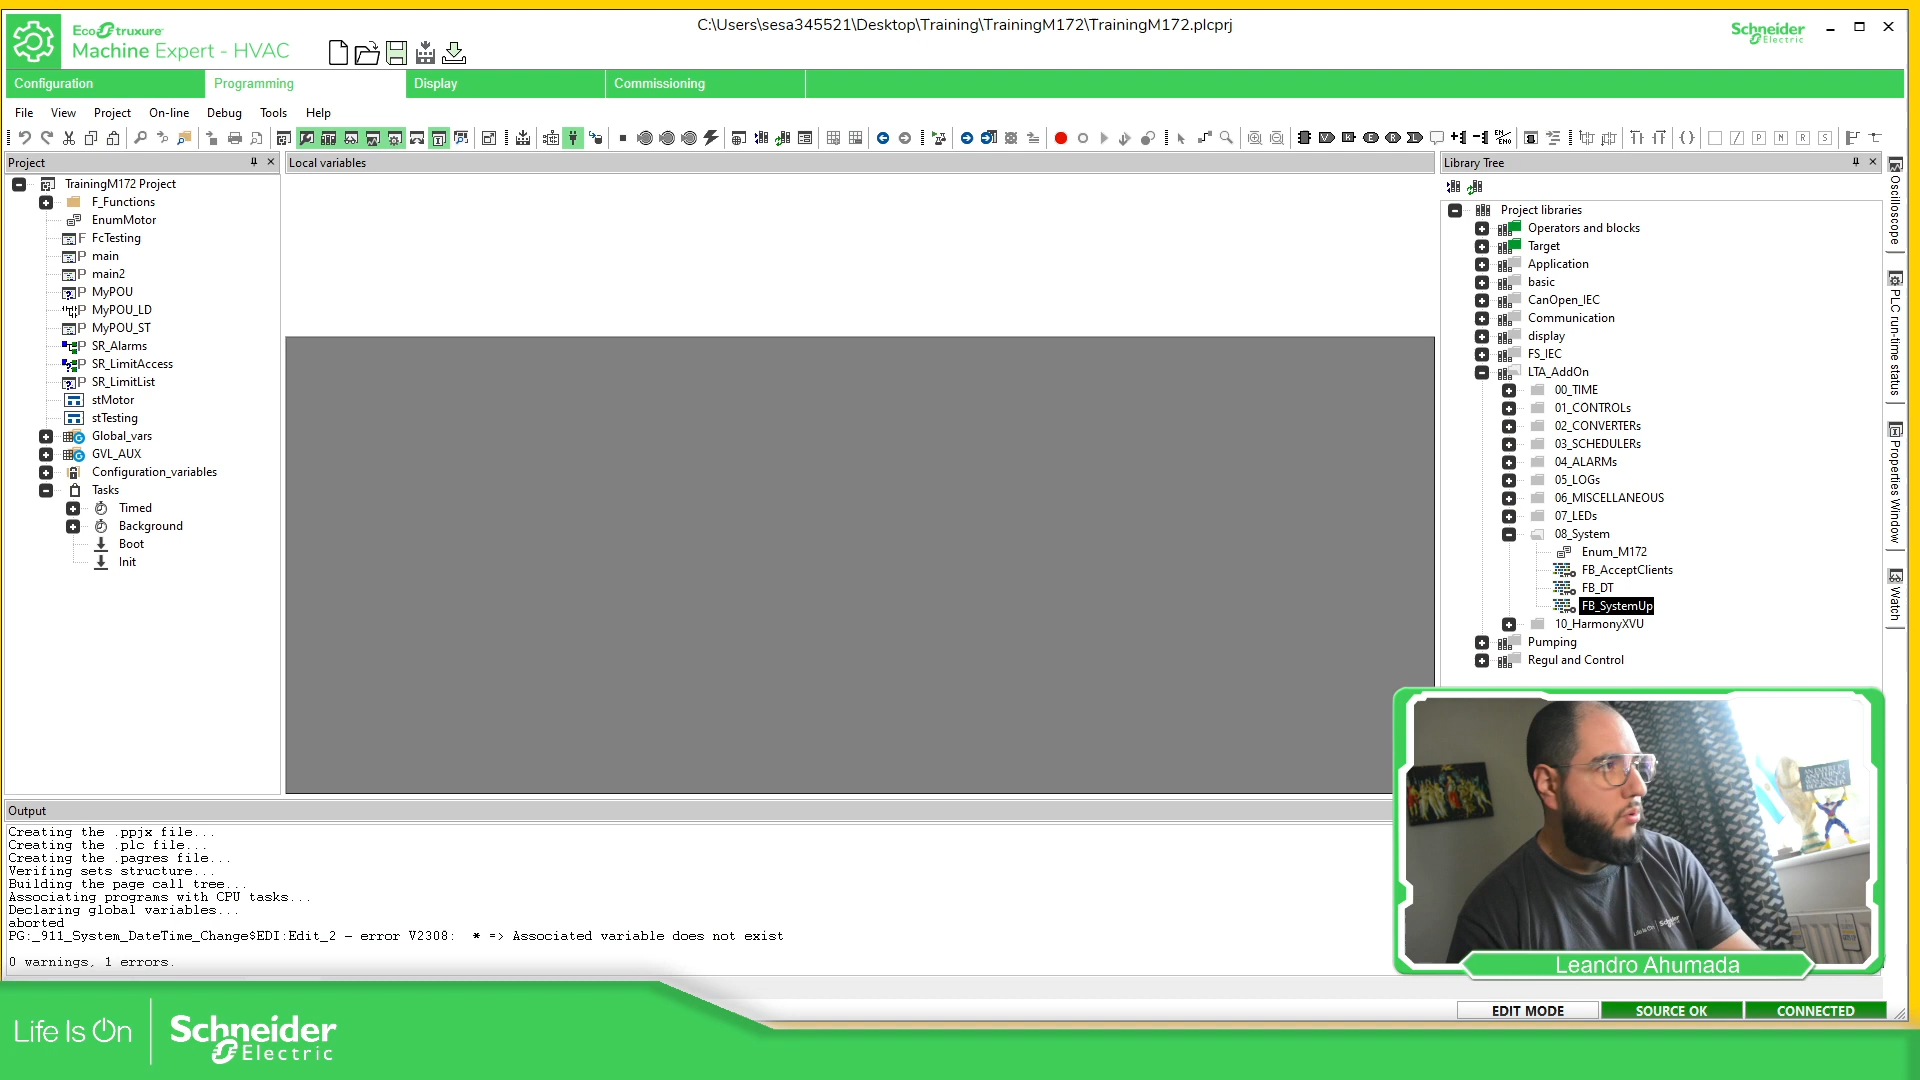 EcoStruxure
Machine Expert - HVAC
C:\Users\sesa345521\Desktop\Training\TrainingM172\TrainingM172.plcprj
Schneider
Electric
Configuration
Programming
Display
Commissioning
File
View
Project
On-line
Debug
Tools
Help
Project
Local variables
Library Tree
TrainingM172 Project
F_Functions
EnumMotor
F FcTesting
P main
P main2
P MyPOU
P MyPOU_LD
P MyPOU_ST
P SR_Alarms
P SR_LimitAccess
P SR_LimitList
stMotor
stTesting
Global_vars
GVL_AUX
Configuration_variables
Tasks
Timed
Background
Boot
Init
Project libraries
Operators and blocks
Target
Application
basic
CanOpen_IEC
Communication
display
FS_IEC
LTA_AddOn
00_TIME
01_CONTROLs
02_CONVERTERs
03_SCHEDULERs
04_ALARMs
05_LOGs
06_MISCELLANEOUS
07_LEDs
08_System
Enum_M172
FB_AcceptClients
FB_DT
FB_SystemUp
10_HarmonyXVU
Pumping
Regul and Control
Oscilloscope
PLC run-time status
Properties Window
Watch
Output
Creating the .ppjx file...
Creating the .plc file...
Creating the .pagres file...
Verifing sets structure...
Building the page call tree...
Associating programs with CPU tasks...
Declaring global variables...
aborted
PG:_911_System_DateTime_Change$EDI:Edit_2 - error V2308:  * => Associated variable does not exist
0 warnings, 1 errors.
Leandro Ahumada
EDIT MODE
SOURCE OK
CONNECTED
Life Is On
Schneider
Electric